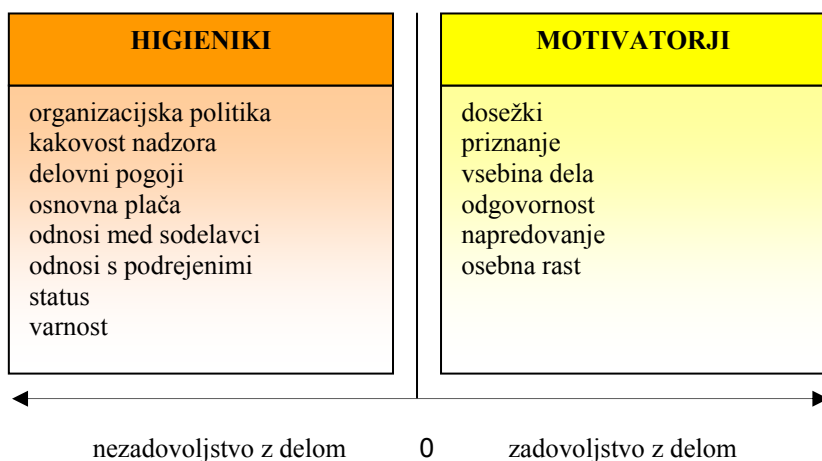 HIGIENIKI
organizacijska politika
kakovost nadzora
delovni pogoji
osnovna plača
odnosi med sodelavci
odnosi s podrejenimi
status
varnost
MOTIVATORJI
dosežki
priznanje
vsebina dela
odgovornost
napredovanje
osebna rast
nezadovoljstvo z delom 0 zadovoljstvo z delom